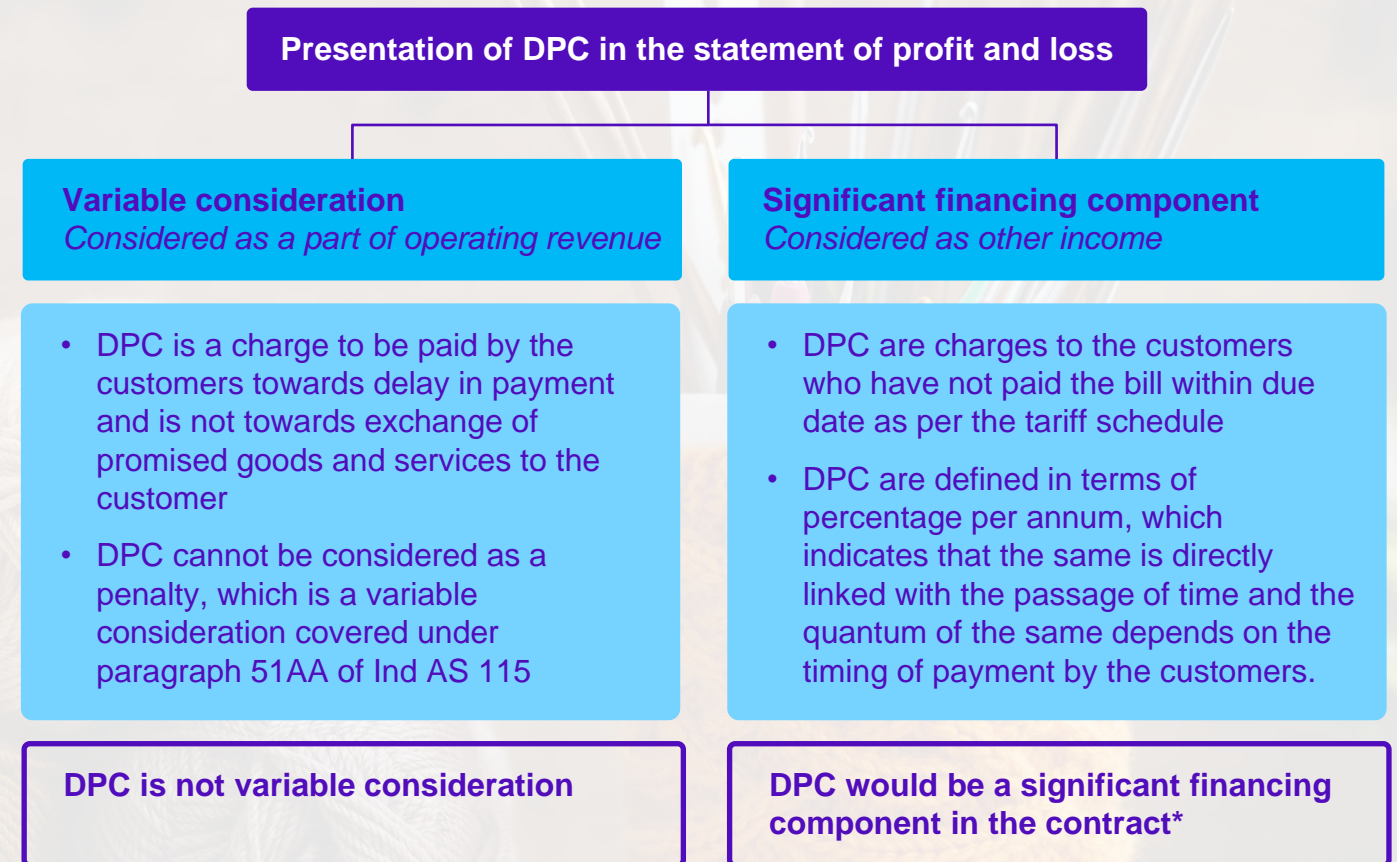 Presentation of DPC in the statement of profit and loss
Variable consideration
Considered as a part of operating revenue
• DPC is a charge to be paid by the
customers towards delay in payment
and is not towards exchange of
promised goods and services to the
customer
• DPC cannot be considered as a
penalty, which is a variable
consideration covered under
paragraph 51AA of Ind AS 115
DPC is not variable consideration
Significant financing component
Considered as other income
• DPC are charges to the customers
who have not paid the bill within due
date as per the tariff schedule
• DPC are defined in terms of
percentage per annum, which
indicates that the same is directly
linked with the passage of time and the
quantum of the same depends on the
timing of payment by the customers.
DPC would be a significant financing
component in the contract*